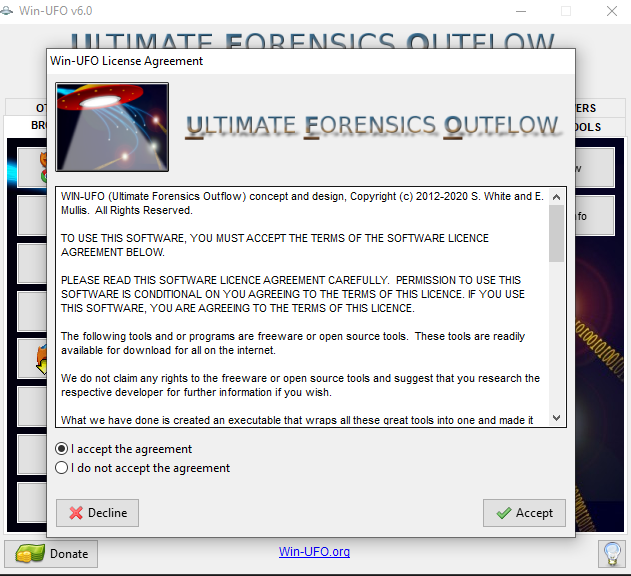 Win-UFO v6.0
ULTIMATE FORENSICS OUTFLOW
Win-UFO License Agreement
ULTIMATE FORENSICS OUTFLOW
WIN-UFO (Ultimate Forensics Outflow) concept and design, Copyright (c) 2012-2020 S. White and E.
Mullis.  All Rights Reserved.
TO USE THIS SOFTWARE, YOU MUST ACCEPT THE TERMS OF THE SOFTWARE LICENCE
AGREEMENT BELOW.
PLEASE READ THIS SOFTWARE LICENCE AGREEMENT CAREFULLY.  PERMISSION TO USE THIS
SOFTWARE IS CONDITIONAL ON YOU AGREEING TO THE TERMS OF THIS LICENCE. IF YOU USE
THIS SOFTWARE, YOU ARE AGREEING TO THE TERMS OF THIS LICENCE.
The following tools and or programs are freeware or open source tools.  These tools are readily
available for download for all on the internet.
We do not claim any rights to the freeware or open source tools and suggest that you research the
respective developer for further information if you wish.
What we have done is created an executable that wraps all these great tools into one and made it
I accept the agreement
I do not accept the agreement
Decline
Accept
Donate
Win-UFO.org